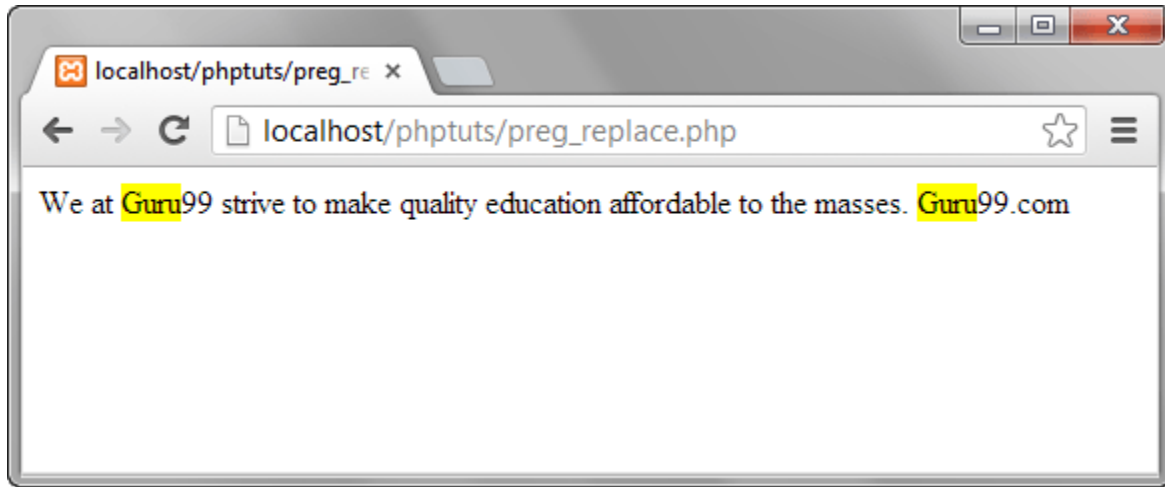 localhost/phptuts/preg_re
localhost/phptuts/preg_replace.php
We at Guru99 strive to make quality education affordable to the masses. Guru99.com